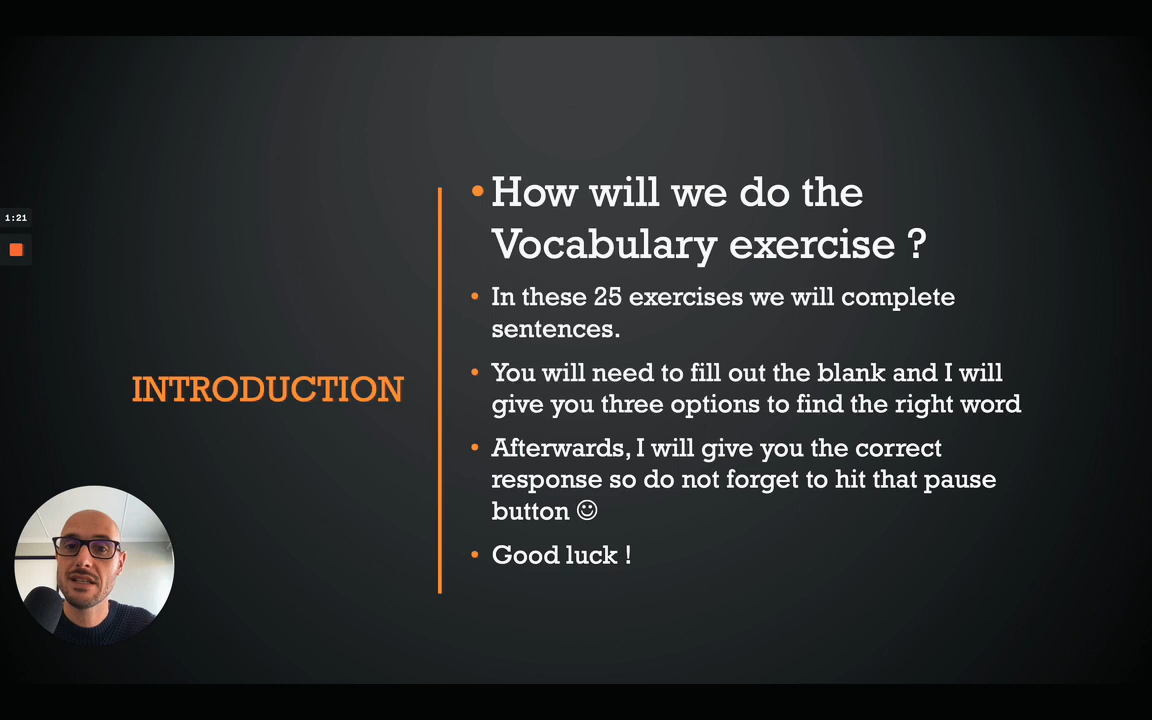 How will we do the
Vocabulary exercise ?
In these 25 exercises we will complete
sentences.
You will need to fill out the blank and I will
give you three options to find the right word
Afterwards, I will give you the correct
response so do not forget to hit that pause
button ☺
Good luck !
INTRODUCTION
1:21